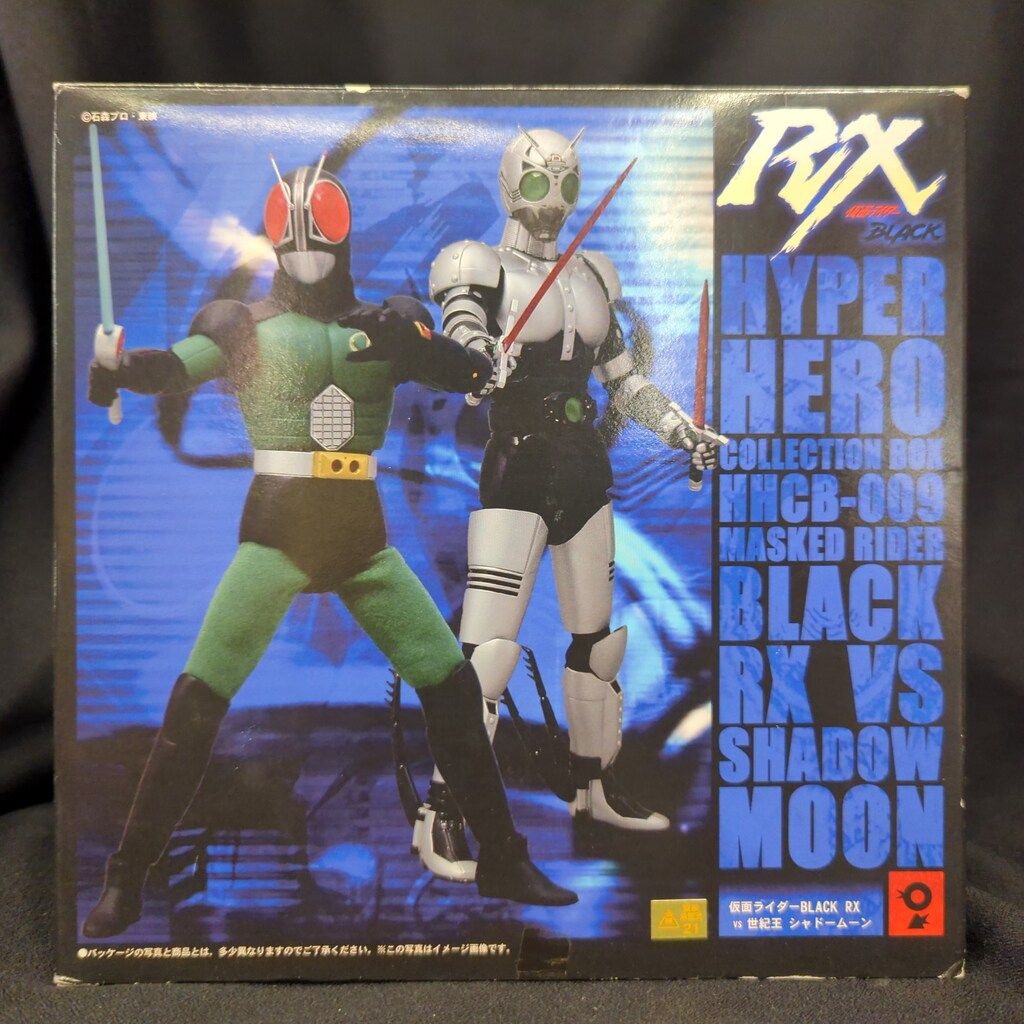 ©石森プロ・東映
RX
仮面ライダー
BLACK
HYPER
HERO
COLLECTION BOX
HHCB-009
MASKED RIDER
BLACK
RX VS
SHADOW
MOON
仮面ライダーBLACK RX
vs 世紀王 シャドームーン
21
●パッケージの写真と商品とは、多少異なりますのでご了承ください。※この写真はイメージ画像です。